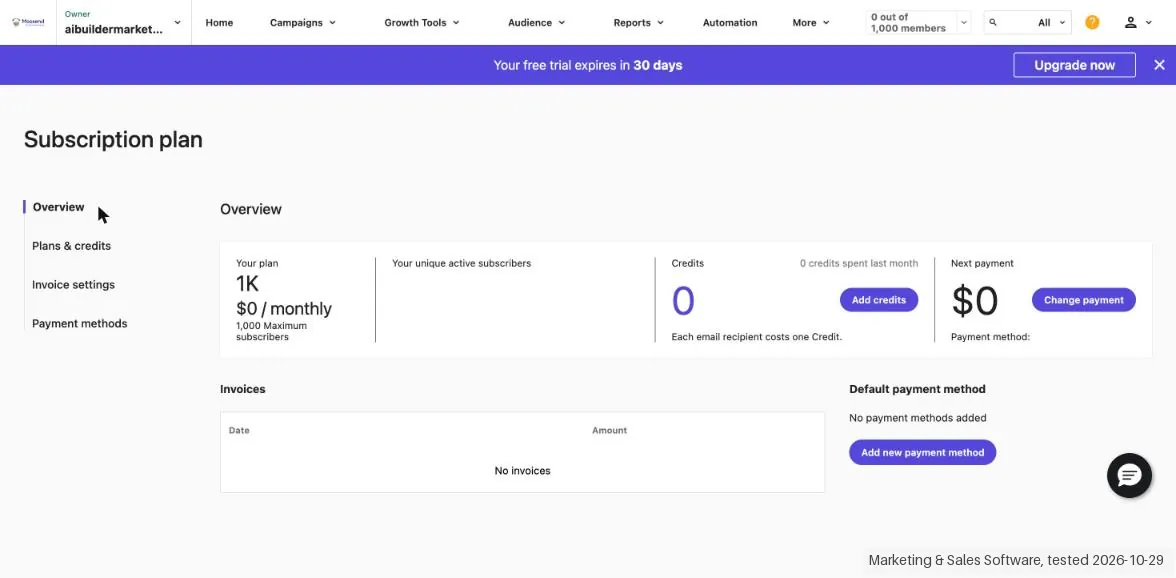 moosend
Owner
aibuildermarket...
Home
Campaigns
Growth Tools
Audience
Reports
Automation
More
0 out of
1,000 members
All
?
Your free trial expires in 30 days
Upgrade now
Subscription plan
Overview
Plans & credits
Invoice settings
Payment methods
Overview
Your plan
1K
$0 / monthly
1,000 Maximum
subscribers
Your unique active subscribers
Credits
0 credits spent last month
0
Add credits
Each email recipient costs one Credit.
Next payment
$0
Change payment
Payment method:
Invoices
Date
Amount
No invoices
Default payment method
No payment methods added
Add new payment method
Marketing & Sales Software, tested 2026-10-29